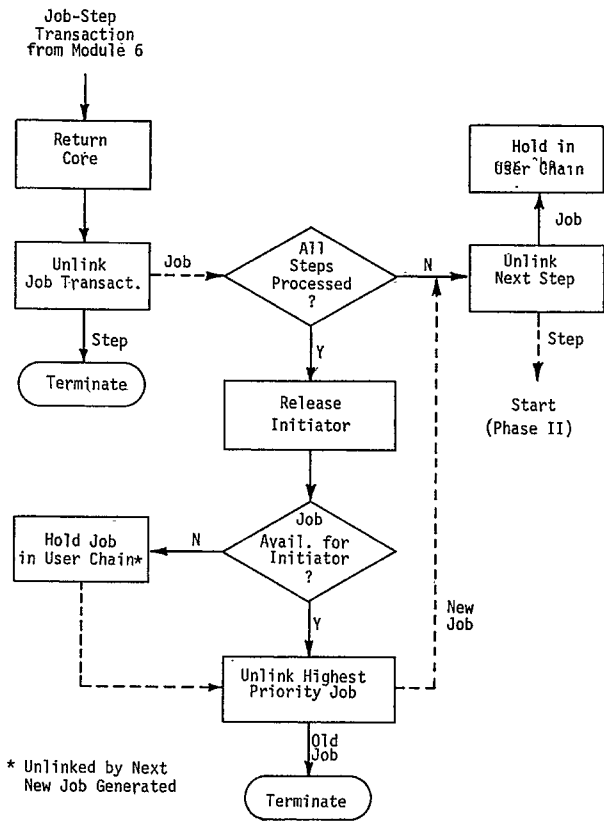 Job-Step
Transaction
from Module 6
Return
Core
Hold in
User Chain
Job
Unlink
Job Transact.
Job
All
Steps
Processed
?
N
Unlink
Next Step
Step
Terminate
Y
Step
Start
(Phase II)
Release
Initiator
Job
Avail. for
Initiator
?
N
Hold Job
in User Chain*
Y
New
Job
Unlink Highest
Priority Job
Old
Job
* Unlinked by Next
New Job Generated
Terminate